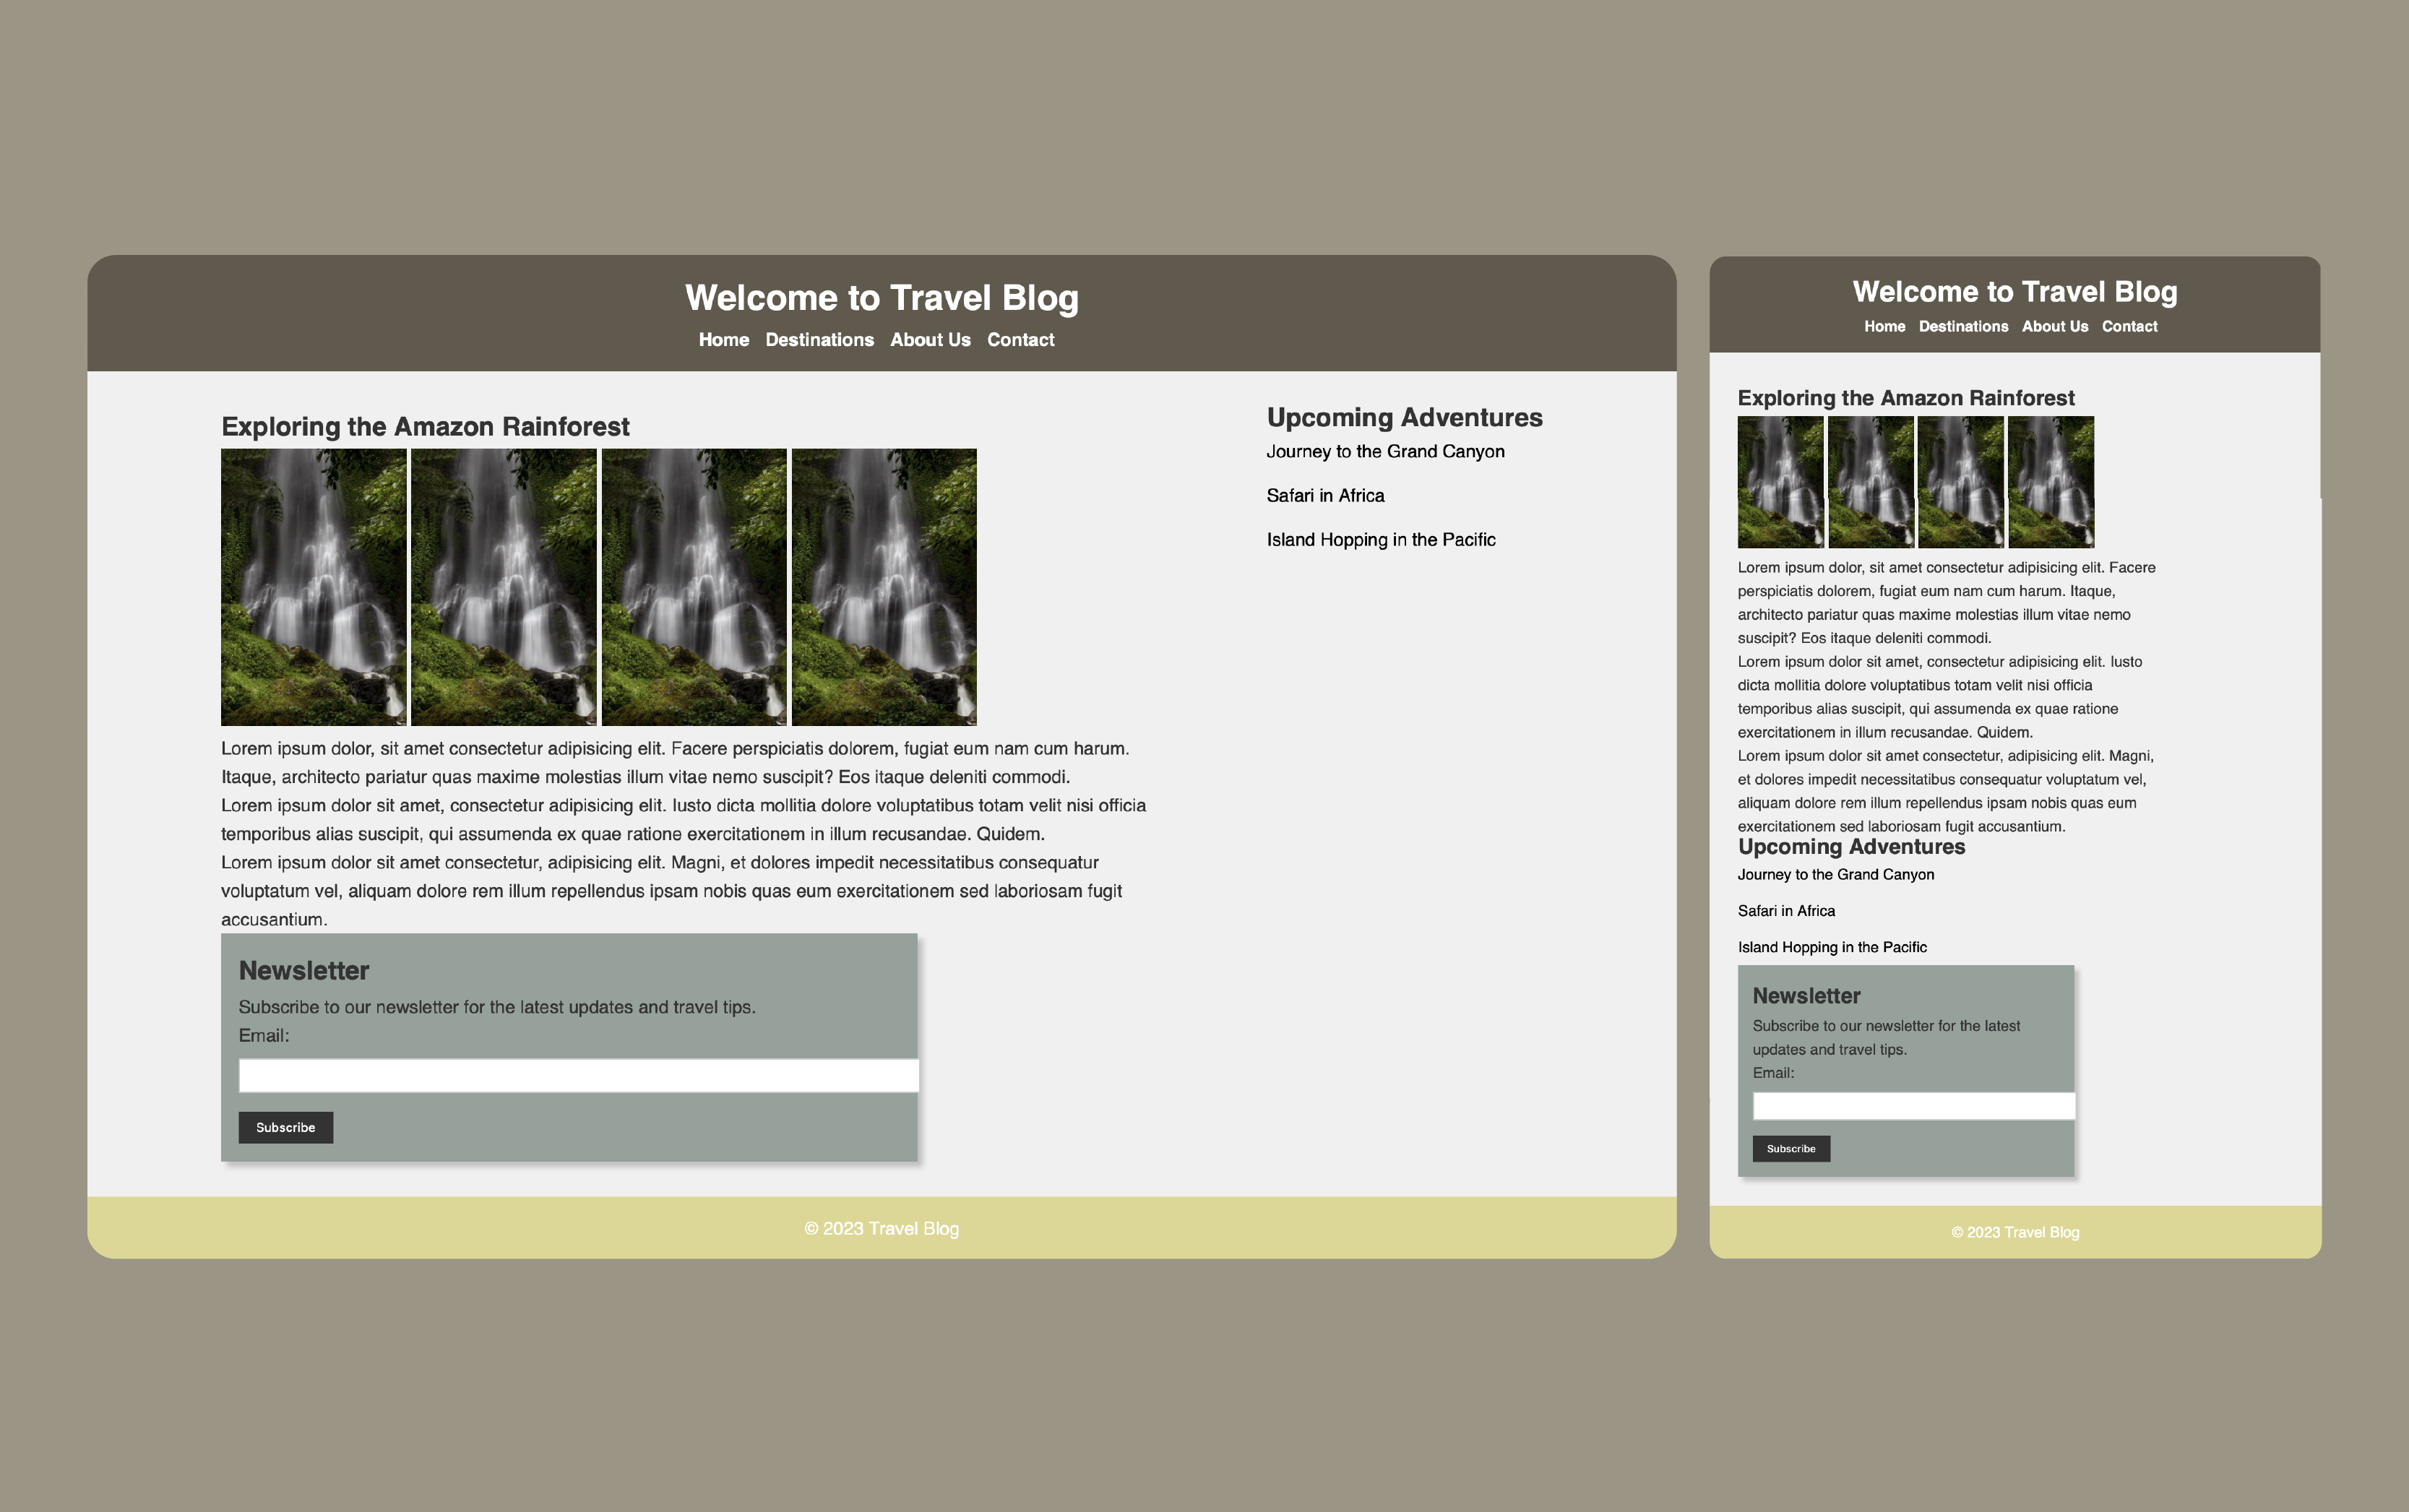 Welcome to Travel Blog
Home Destinations About Us Contact
Exploring the Amazon Rainforest
Lorem ipsum dolor, sit amet consectetur adipisicing elit. Facere perspiciatis dolorem, fugiat eum nam cum harum.
Itaque, architecto pariatur quas maxime molestias illum vitae nemo suscipit? Eos itaque deleniti commodi.
Lorem ipsum dolor sit amet, consectetur adipisicing elit. Iusto dicta mollitia dolore voluptatibus totam velit nisi officia
temporibus alias suscipit, qui assumenda ex quae ratione exercitationem in illum recusandae. Quidem.
Lorem ipsum dolor sit amet consectetur, adipisicing elit. Magni, et dolores impedit necessitatibus consequatur
voluptatum vel, aliquam dolore rem illum repellendus ipsam nobis quas eum exercitationem sed laboriosam fugit
accusantium.
Newsletter
Subscribe to our newsletter for the latest updates and travel tips.
Email:
Subscribe
Upcoming Adventures
Journey to the Grand Canyon
Safari in Africa
Island Hopping in the Pacific
© 2023 Travel Blog
Welcome to Travel Blog
Home Destinations About Us Contact
Exploring the Amazon Rainforest
Lorem ipsum dolor, sit amet consectetur adipisicing elit. Facere
perspiciatis dolorem, fugiat eum nam cum harum. Itaque,
architecto pariatur quas maxime molestias illum vitae nemo
suscipit? Eos itaque deleniti commodi.
Lorem ipsum dolor sit amet, consectetur adipisicing elit. Iusto
dicta mollitia dolore voluptatibus totam velit nisi officia
temporibus alias suscipit, qui assumenda ex quae ratione
exercitationem in illum recusandae. Quidem.
Lorem ipsum dolor sit amet consectetur, adipisicing elit. Magni,
et dolores impedit necessitatibus consequatur voluptatum vel,
aliquam dolore rem illum repellendus ipsam nobis quas eum
exercitationem sed laboriosam fugit accusantium.
Upcoming Adventures
Journey to the Grand Canyon
Safari in Africa
Island Hopping in the Pacific
Newsletter
Subscribe to our newsletter for the latest
updates and travel tips.
Email:
Subscribe
© 2023 Travel Blog